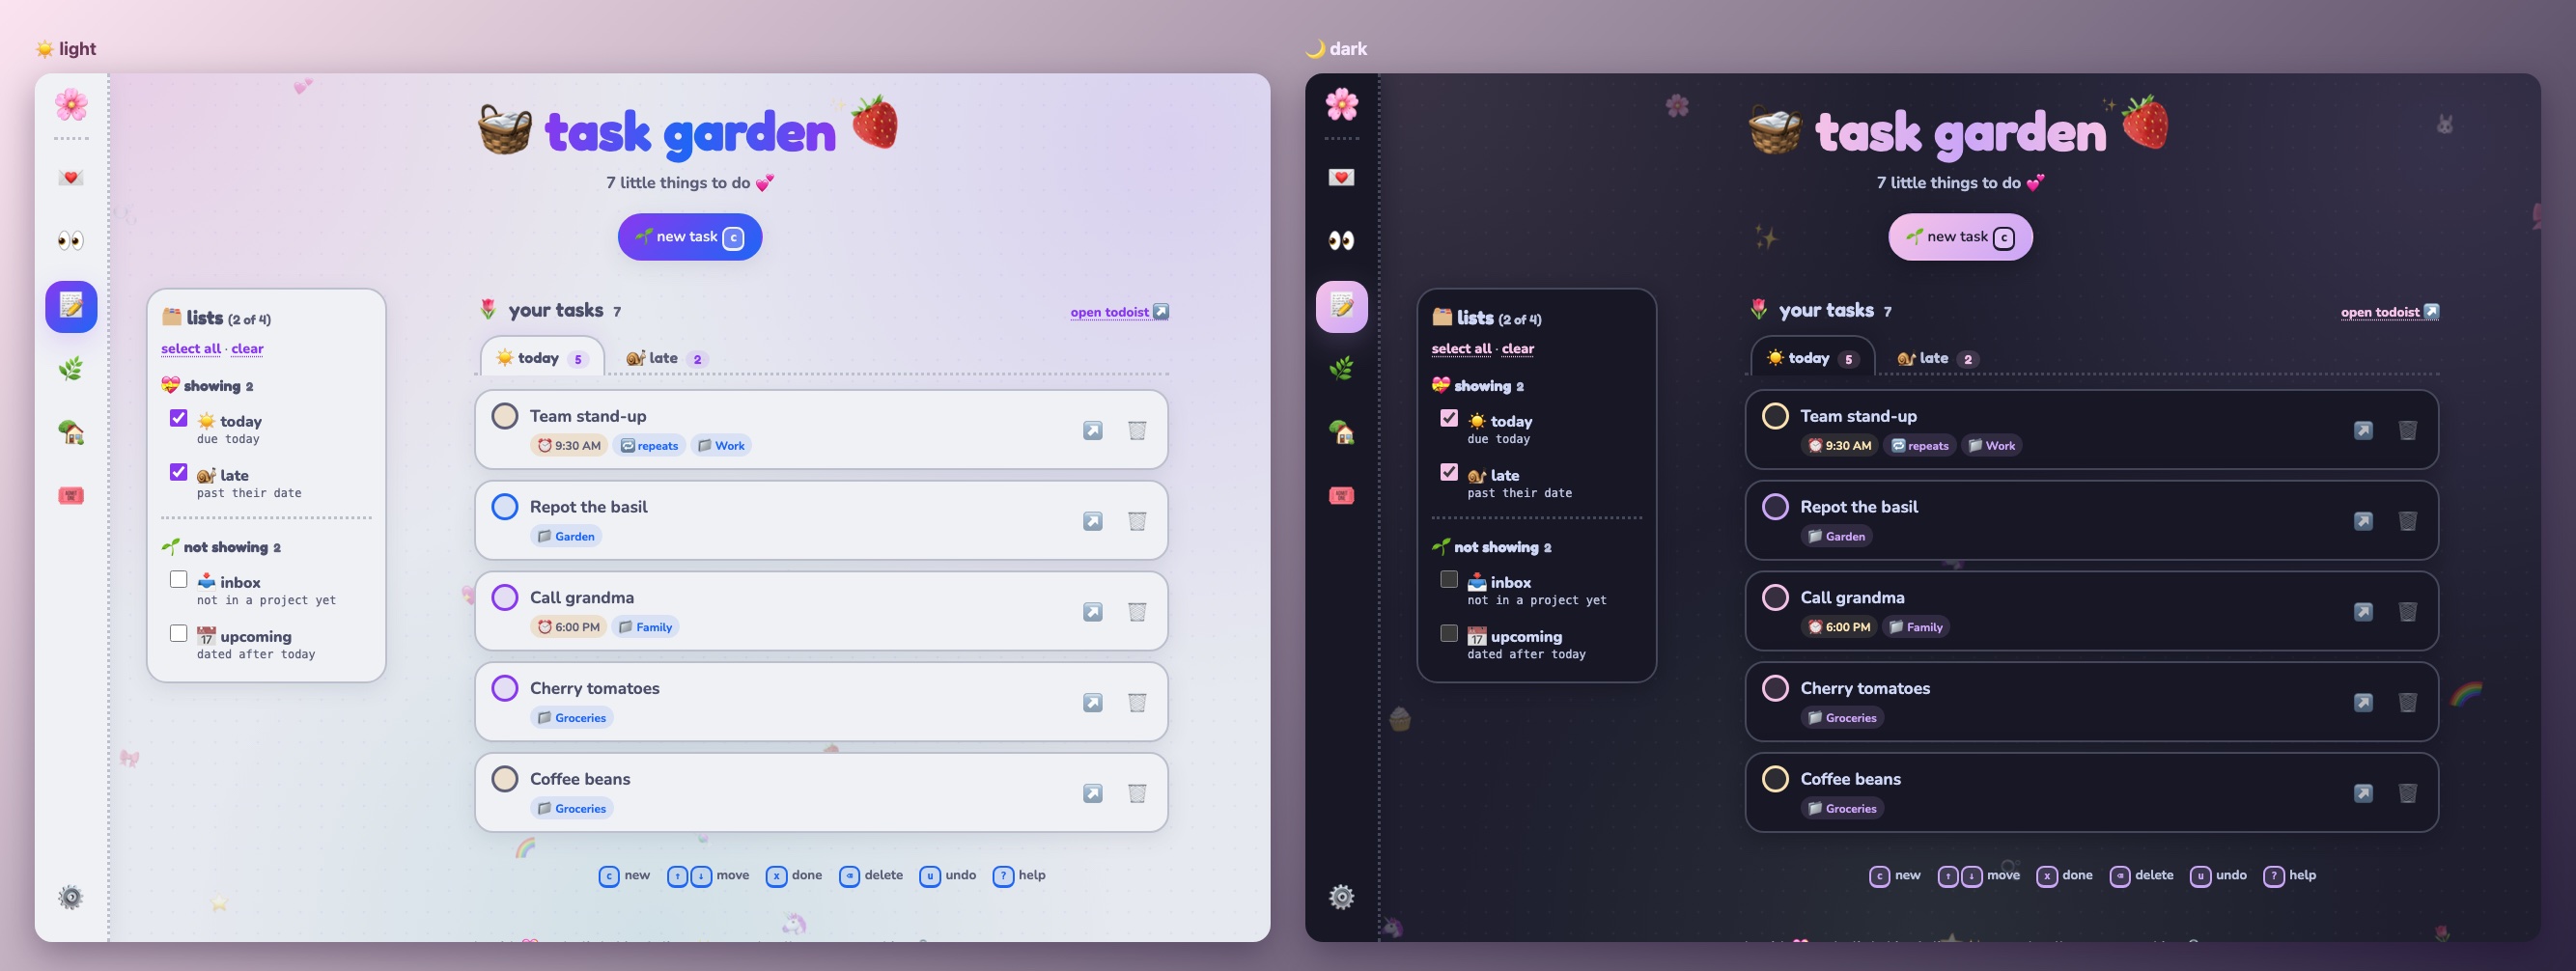 light
task garden
7 little things to do
new task c
lists (2 of 4)
select all · clear
showing 2
today
due today
late
past their date
not showing 2
inbox
not in a project yet
upcoming
dated after today
your tasks 7
open todoist
today 5
late 2
Team stand-up
9:30 AM repeats Work
Repot the basil
Garden
Call grandma
6:00 PM Family
Cherry tomatoes
Groceries
Coffee beans
Groceries
c new ↑ ↓ move x done ⌫ delete u undo ? help
dark
task garden
7 little things to do
new task c
lists (2 of 4)
select all · clear
showing 2
today
due today
late
past their date
not showing 2
inbox
not in a project yet
upcoming
dated after today
your tasks 7
open todoist
today 5
late 2
Team stand-up
9:30 AM repeats Work
Repot the basil
Garden
Call grandma
6:00 PM Family
Cherry tomatoes
Groceries
Coffee beans
Groceries
c new ↑ ↓ move x done ⌫ delete u undo ? help